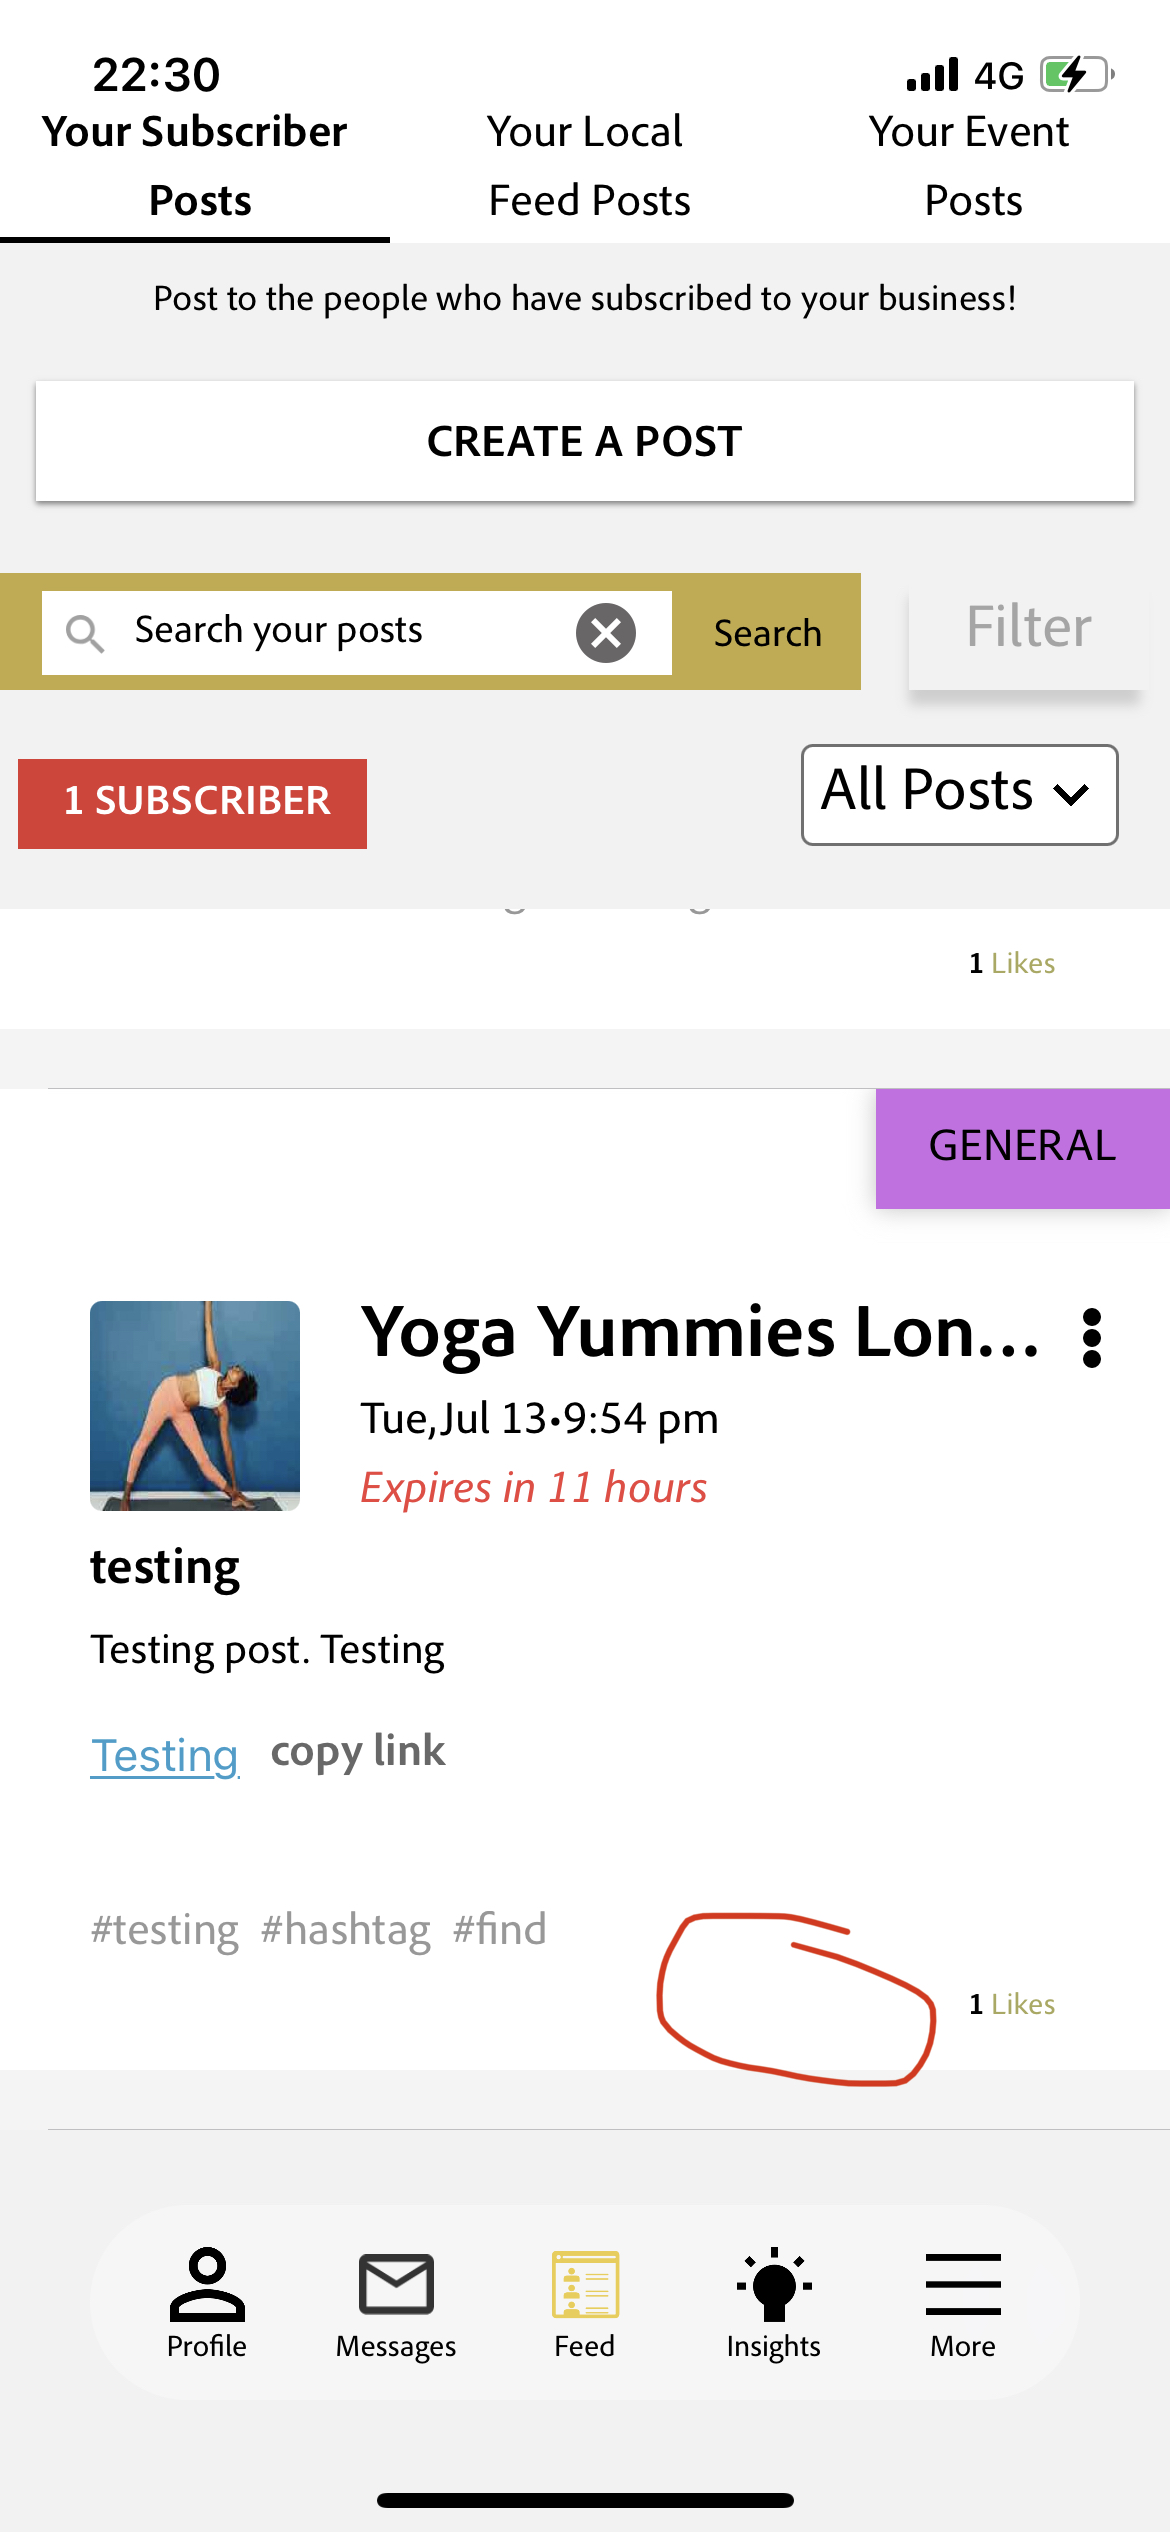 22:30
4G
Your Subscriber Posts
Your Local Feed Posts
Your Event Posts
Post to the people who have subscribed to your business!
CREATE A POST
Search your posts
Search
Filter
1 SUBSCRIBER
All Posts
1 Likes
GENERAL
Yoga Yummies Lon...
Tue,Jul 13•9:54 pm
Expires in 11 hours
testing
Testing post. Testing
Testing copy link
#testing #hashtag #find
1 Likes
Profile
Messages
Feed
Insights
More